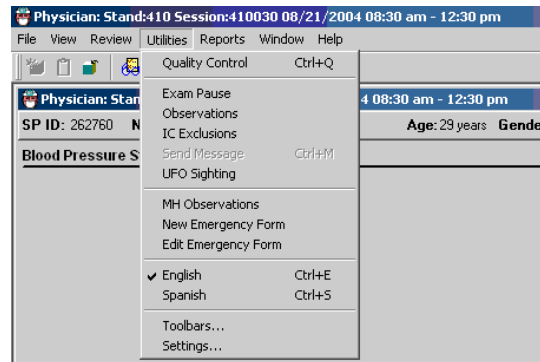 Physician: Stand:410 Session:410030 08/21/2004 08:30 am - 12:30 pm
File View Review Utilities Reports Window Help
Quality Control Ctrl+Q
Exam Pause
Physician: Stan 4 08:30 am - 12:30 pm
Observations
SP ID: 262760 N IC Exclusions Age: 29 years Gende
Send Message Ctrl+M
Blood Pressure S
UFO Sighting
MH Observations
New Emergency Form
Edit Emergency Form
English Ctrl+E
Spanish Ctrl+S
Toolbars...
Settings...